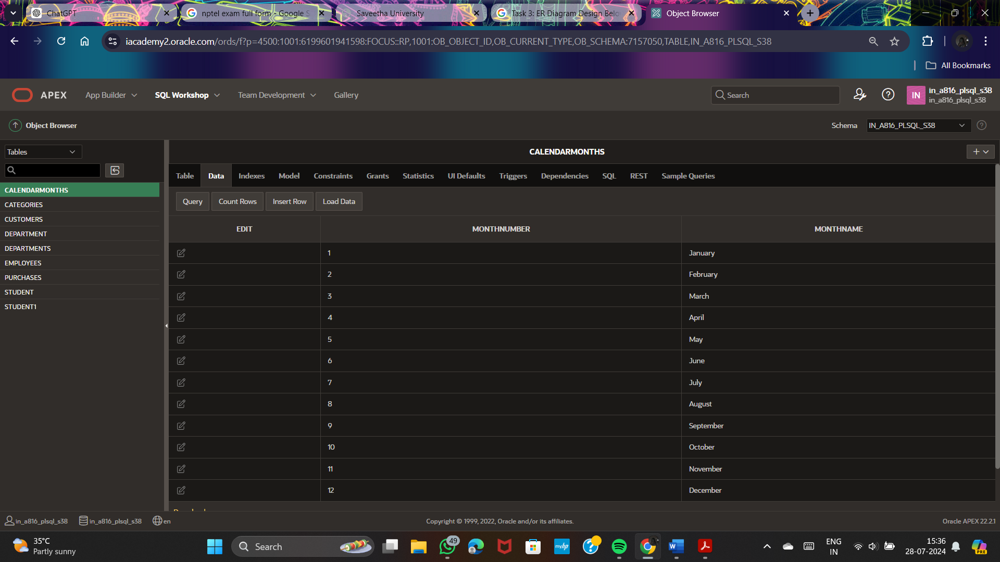 ChatGPT
nptel exam full form - Google S
Saveetha University
Task 3: ER Diagram Design Belo
Object Browser
iacademy2.oracle.com/ords/f?p=4500:1001:6199601941598:FOCUS::RP,1001:OB_OBJECT_ID,OB_CURRENT_TYPE,OB_SCHEMA:7157050,TABLE,IN_A816_PLSQL_S38
All Bookmarks
APEX App Builder SQL Workshop Team Development Gallery
Search
IN
in_a816_plsql_s38
in_a816_plsql_s38
Object Browser
Schema IN_A816_PLSQL_S38
Tables
CALENDARMONTHS
CATEGORIES
CUSTOMERS
DEPARTMENT
DEPARTMENTS
EMPLOYEES
PURCHASES
STUDENT
STUDENT1
CALENDARMONTHS
Table Data Indexes Model Constraints Grants Statistics UI Defaults Triggers Dependencies SQL REST Sample Queries
Query Count Rows Insert Row Load Data
EDIT MONTHNUMBER MONTHNAME
1 January
2 February
3 March
4 April
5 May
6 June
7 July
8 August
9 September
10 October
11 November
12 December
in_a816_plsql_s38 in_a816_plsql_s38 en
Copyright © 1999, 2022, Oracle and/or its affiliates.
Oracle APEX 22.2.1
35°C
Partly sunny
Search
49
myhp
W
ENG
IN
15:36
28-07-2024
PRE